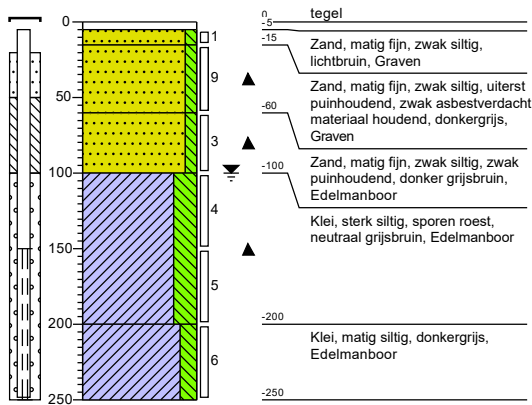 0
50
100
150
200
250
1
9
3
4
5
6
0
-5
tegel
-15
Zand, matig fijn, zwak siltig,
lichtbruin, Graven
Zand, matig fijn, zwak siltig, uiterst
puinhoudend, zwak asbestverdacht
materiaal houdend, donkergrijs,
Graven
-60
Zand, matig fijn, zwak siltig, zwak
puinhoudend, donker grijsbruin,
Edelmanboor
-100
Klei, sterk siltig, sporen roest,
neutraal grijsbruin, Edelmanboor
-200
Klei, matig siltig, donkergrijs,
Edelmanboor
-250